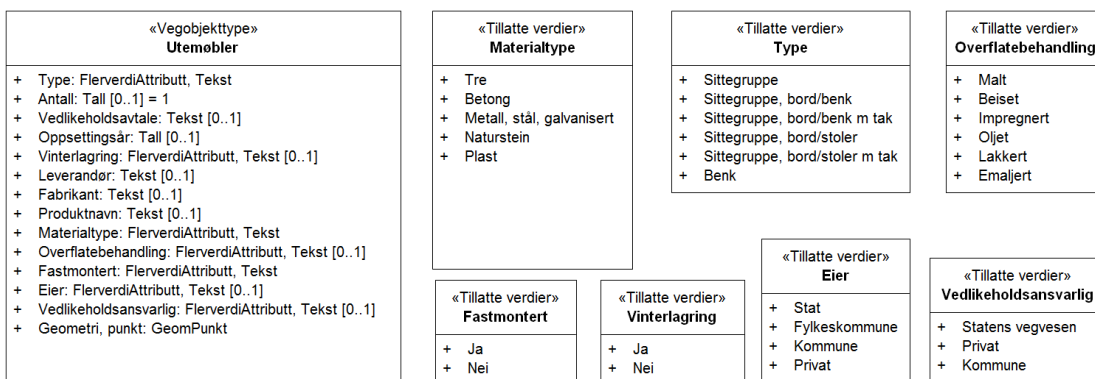 «Vegobjekttype»
Utemøbler
+ Type: FlerverdiAttributt, Tekst
+ Antall: Tall [0..1] = 1
+ Vedlikeholdsavtale: Tekst [0..1]
+ Oppsettingsår: Tall [0..1]
+ Vinterlagring: FlerverdiAttributt, Tekst [0..1]
+ Leverandør: Tekst [0..1]
+ Fabrikant: Tekst [0..1]
+ Produktnavn: Tekst [0..1]
+ Materialtype: FlerverdiAttributt, Tekst
+ Overflatebehandling: FlerverdiAttributt, Tekst [0..1]
+ Fastmontert: FlerverdiAttributt, Tekst
+ Eier: FlerverdiAttributt, Tekst [0..1]
+ Vedlikeholdsansvarlig: FlerverdiAttributt, Tekst [0..1]
+ Geometri, punkt: GeomPunkt
«Tillatte verdier»
Materialtype
+ Tre
+ Betong
+ Metall, stål, galvanisert
+ Naturstein
+ Plast
«Tillatte verdier»
Type
+ Sittegruppe
+ Sittegruppe, bord/benk
+ Sittegruppe, bord/benk m tak
+ Sittegruppe, bord/stoler
+ Sittegruppe, bord/stoler m tak
+ Benk
«Tillatte verdier»
Overflatebehandling
+ Malt
+ Beiset
+ Impregnert
+ Oljet
+ Lakkert
+ Emaljert
«Tillatte verdier»
Fastmontert
+ Ja
+ Nei
«Tillatte verdier»
Vinterlagring
+ Ja
+ Nei
«Tillatte verdier»
Eier
+ Stat
+ Fylkeskommune
+ Kommune
+ Privat
«Tillatte verdier»
Vedlikeholdsansvarlig
+ Statens vegvesen
+ Privat
+ Kommune